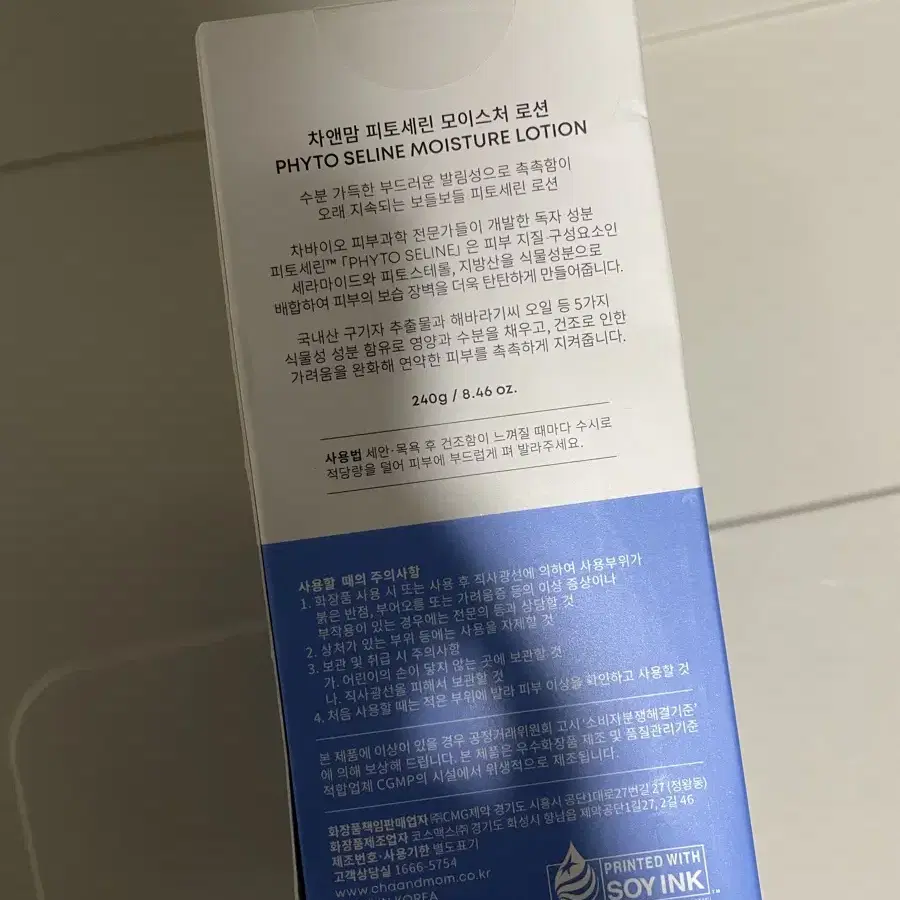 차앤맘 피토세린 모이스처 로션
PHYTO SELINE MOISTURE LOTION
수분 가득한 부드러운 발림성으로 촉촉함이
오래 지속되는 보들보들 피토세린 로션
차바이오 피부과학 전문가들이 개발한 독자 성분
피토세린™「PHYTO SELINE」은 피부 지질 구성요소인
세라마이드와 피토스테롤, 지방산을 식물성분으로
배합하여 피부의 보습 장벽을 더욱 탄탄하게 만들어줍니다.
국내산 구기자 추출물과 해바라기씨 오일 등 5가지
식물성 성분 함유로 영양과 수분을 채우고, 건조로 인한
가려움을 완화해 연약한 피부를 촉촉하게 지켜줍니다.
240g / 8.46 oz.
사용법 세안·목욕 후 건조함이 느껴질 때마다 수시로
적당량을 덜어 피부에 부드럽게 펴 발라주세요.
사용할 때의 주의사항
1. 화장품 사용 시 또는 사용 후 직사광선에 의하여 사용부위가
붉은 반점, 부어오름 또는 가려움증 등의 이상 증상이나
부작용이 있는 경우에는 전문의 등과 상담할 것
2. 상처가 있는 부위 등에는 사용을 자제할 것
3. 보관 및 취급 시 주의사항
가. 어린이의 손이 닿지 않는 곳에 보관할 것
나. 직사광선을 피해서 보관할 것
4. 처음 사용할 때는 적은 부위에 발라 피부 이상을 확인하고 사용할 것
본 제품에 이상이 있을 경우 공정거래위원회 고시 '소비자분쟁해결기준'
에 의해 보상해 드립니다. 본 제품은 우수화장품 제조 및 품질관리기준
적합업체 CGMP의 시설에서 위생적으로 제조됩니다.
화장품책임판매업자 ㈜CMG제약 경기도 시흥시 공단1대로27번길 27 (정왕동)
화장품제조업자 코스맥스㈜ 경기도 화성시 향남읍 제약공단1길27, 2길 46
제조번호·사용기한 별도 표기
고객상담실 1666-5754
www.chaandmom.co.kr
KOREA
PRINTED WITH
SOY INK